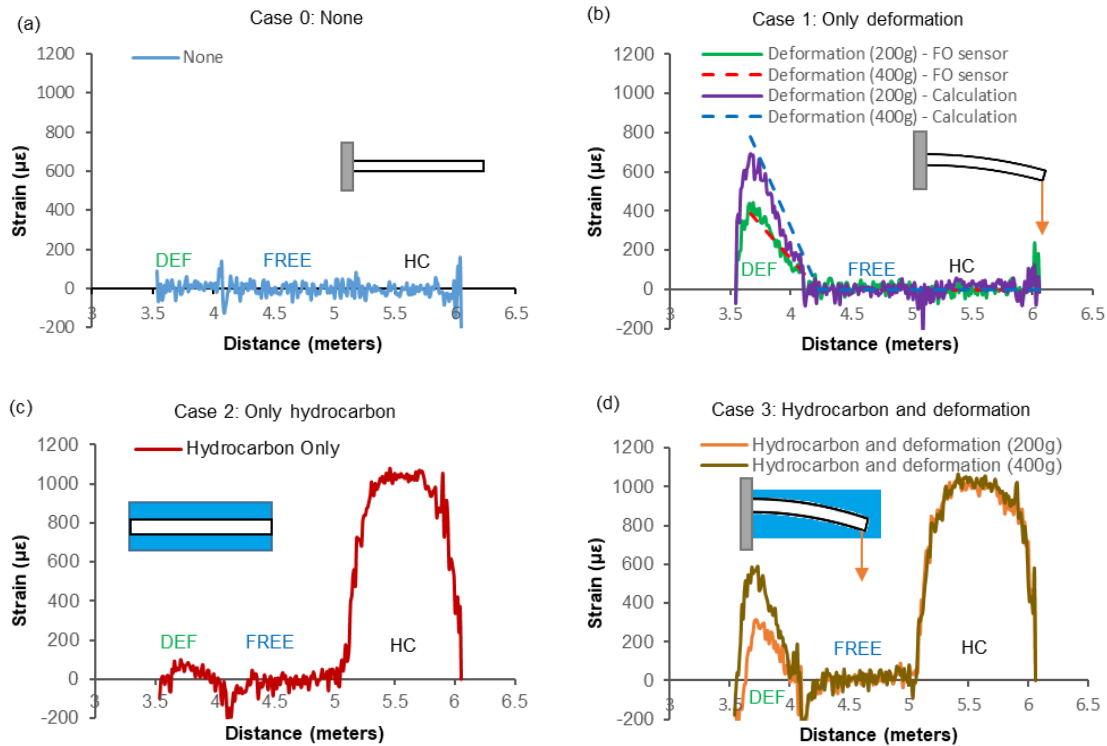 (a)
Case 0: None
None
1200
1000
800
600
400
200
0
-200
Strain (µε)
DEF
FREE
HC
3
3.5
4
4.5
5
5.5
6
6.5
Distance (meters)
(b)
Case 1: Only deformation
Deformation (200g) - FO sensor
Deformation (400g) - FO sensor
Deformation (200g) - Calculation
Deformation (400g) - Calculation
1200
1000
800
600
400
200
0
-200
Strain (µε)
DEF
FREE
HC
3
3.5
4
4.5
5
5.5
6
6.5
Distance (meters)
(c)
Case 2: Only hydrocarbon
Hydrocarbon Only
1200
1000
800
600
400
200
0
-200
Strain (µε)
DEF
FREE
HC
3
3.5
4
4.5
5
5.5
6
6.5
Distance (meters)
(d)
Case 3: Hydrocarbon and deformation
Hydrocarbon and deformation (200g)
Hydrocarbon and deformation (400g)
1200
1000
800
600
400
200
0
-200
Strain (µε)
DEF
FREE
HC
3
3.5
4
4.5
5
5.5
6
6.5
Distance (meters)